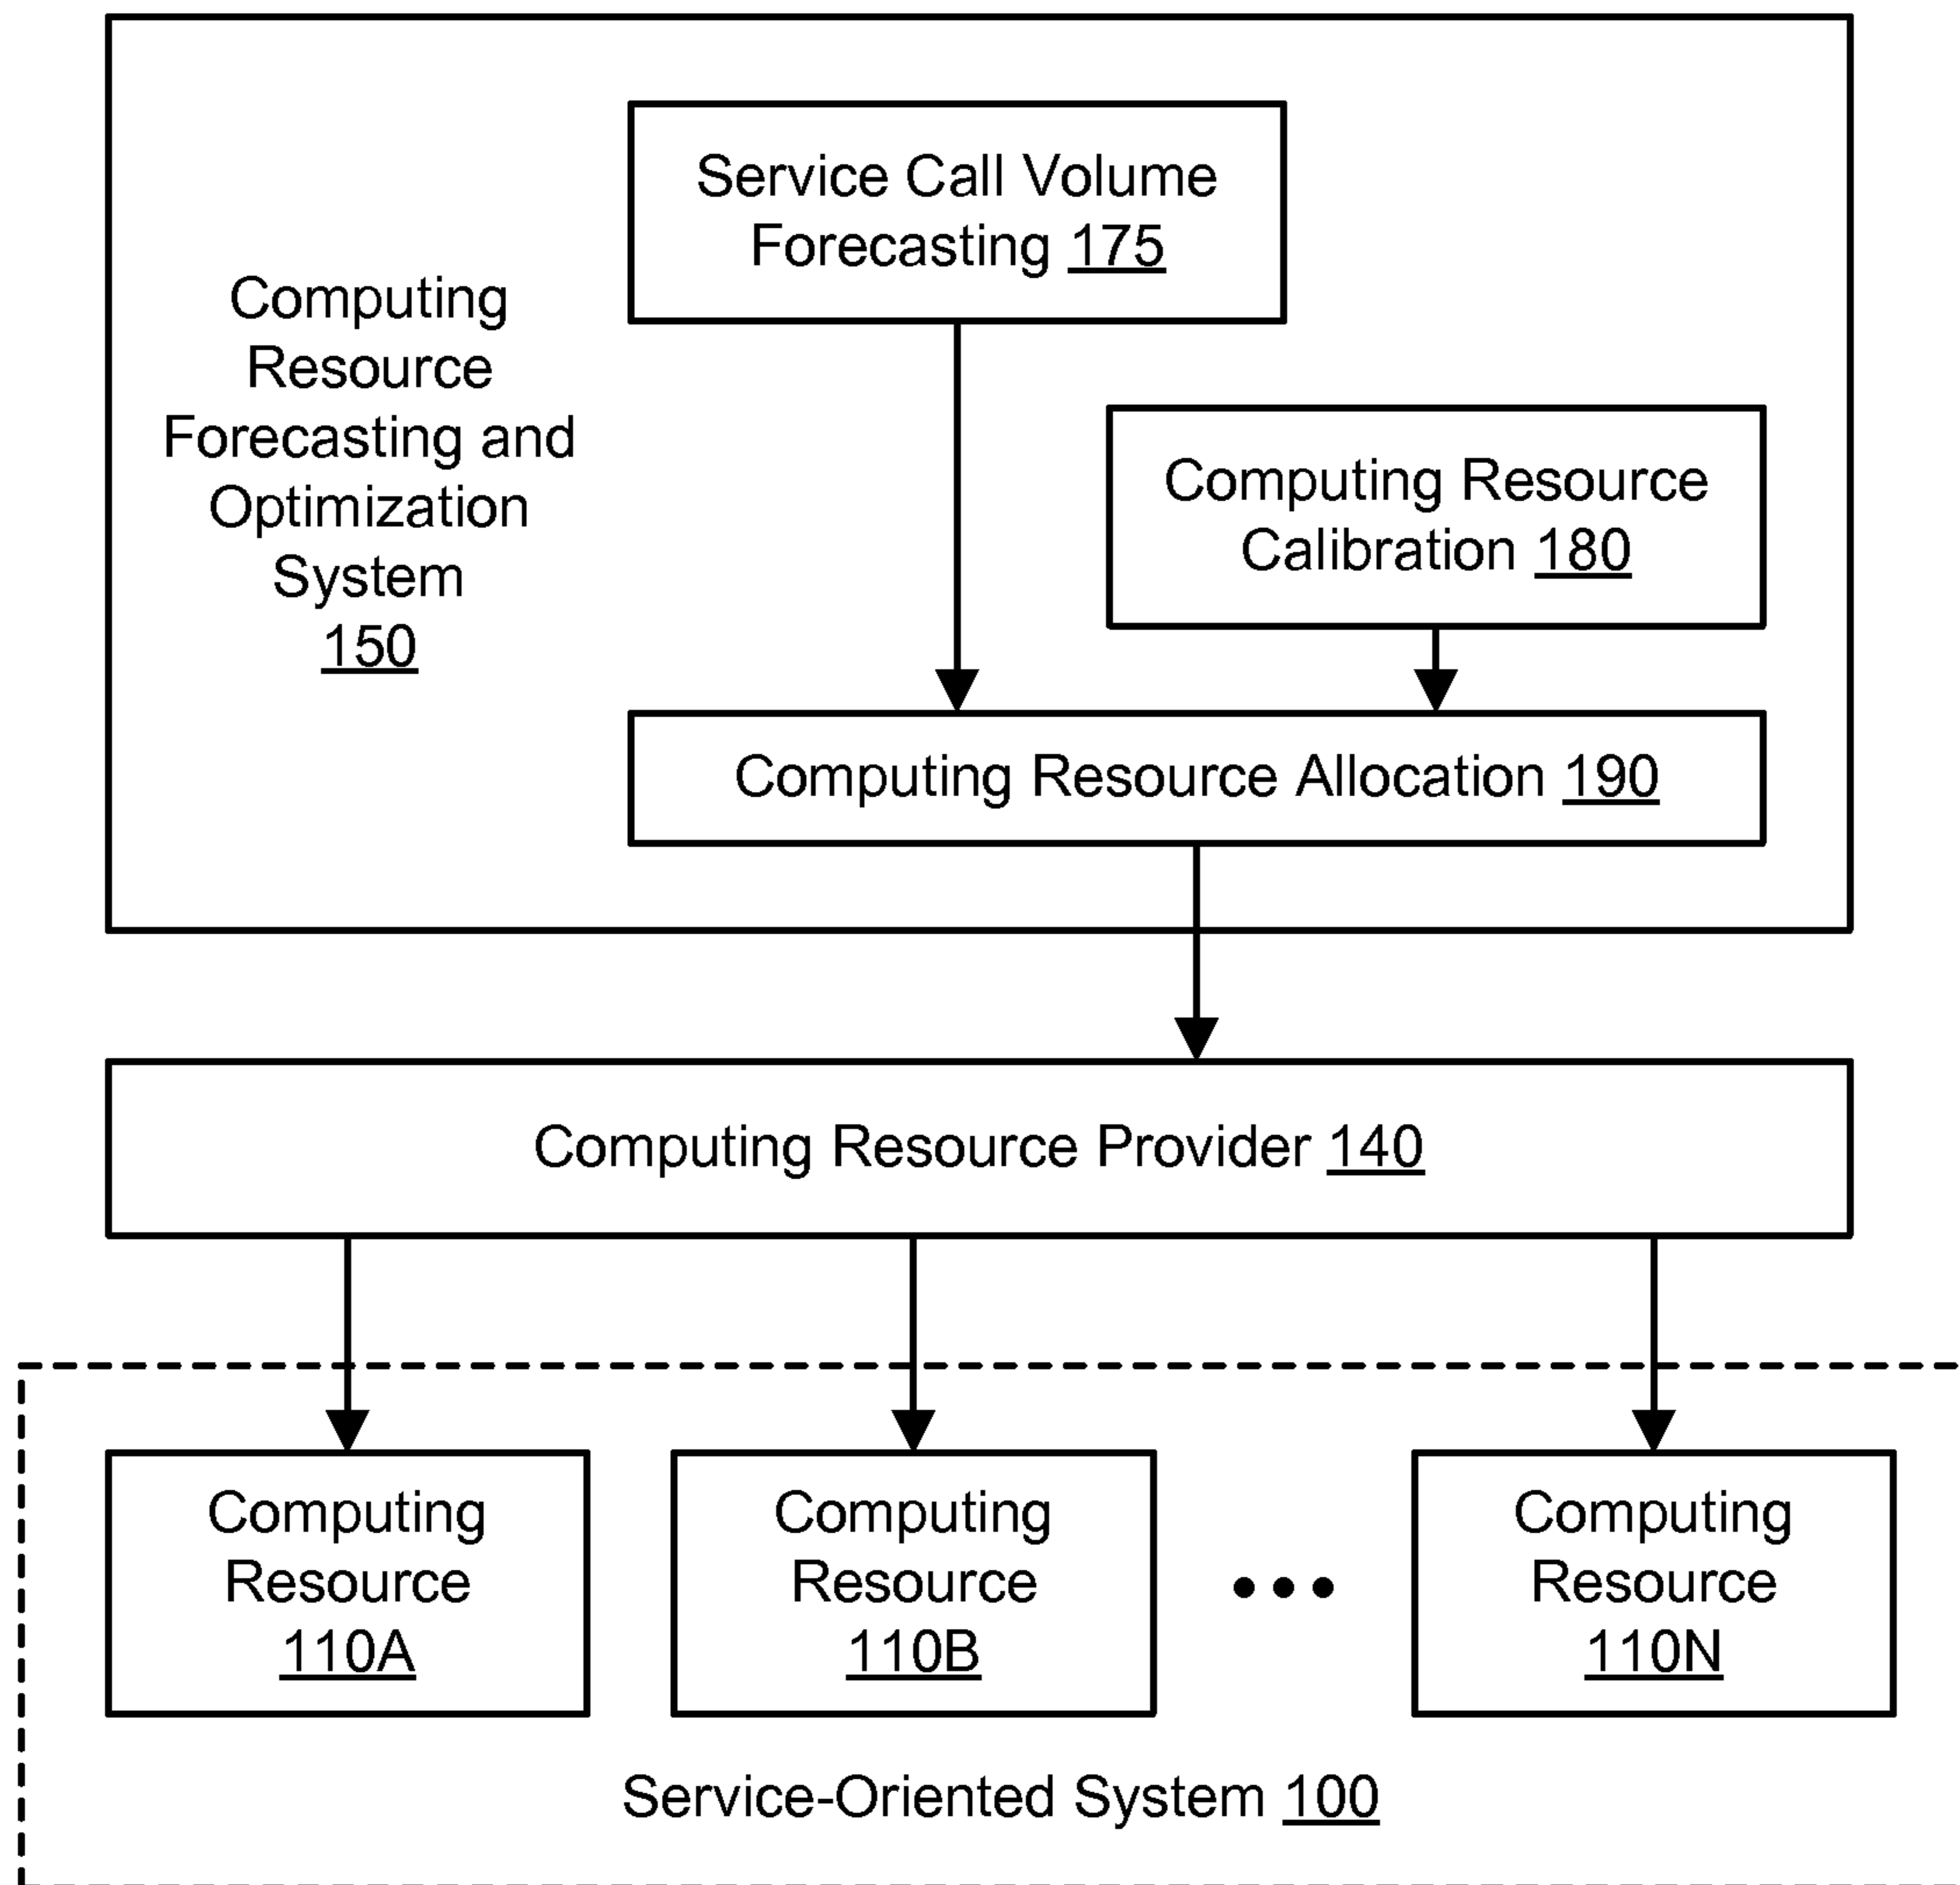 Service Call Volume
Forecasting 175
Computing
Resource
Forecasting and
Optimization
System
150
Computing Resource
Calibration 180
Computing Resource Allocation 190
Computing Resource Provider 140
Computing
Resource
110A
Computing
Resource
110B
Computing
Resource
110N
Service-Oriented System 100